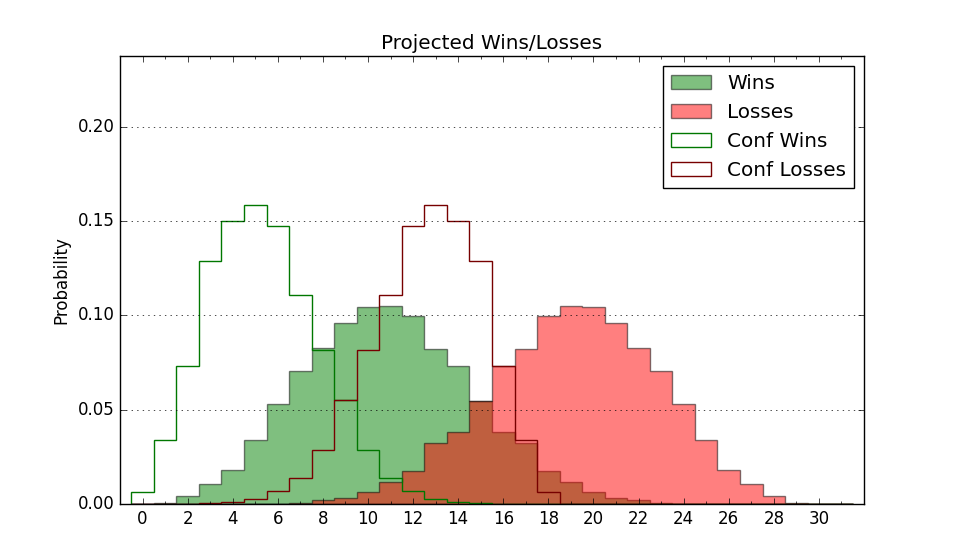 Projected Wins/Losses
Wins
Losses
Conf Wins
Conf Losses
Probability
0.20
0.15
0.10
0.05
0.00
0 2 4 6 8 10 12 14 16 18 20 22 24 26 28 30